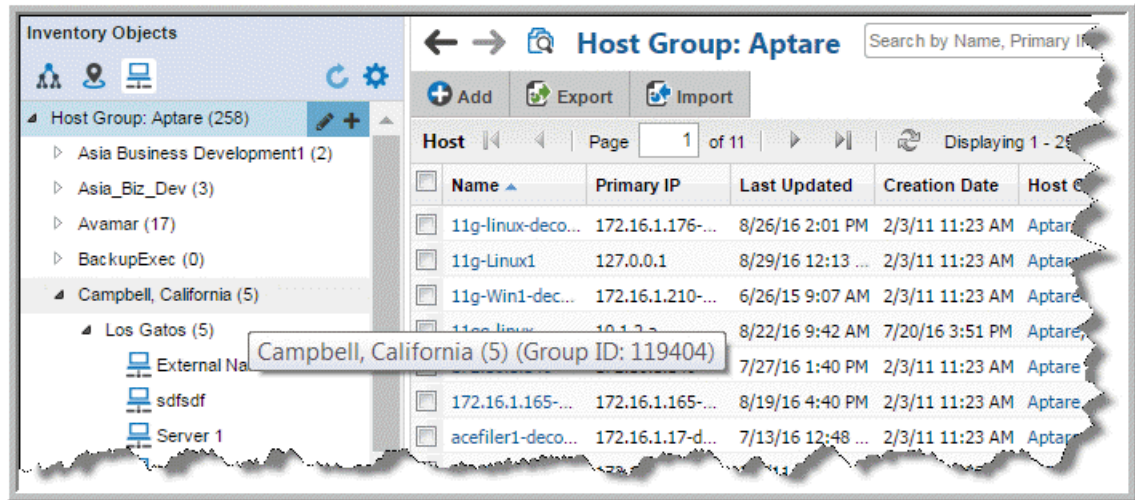 Inventory Objects
Host Group: Aptare (258)
Asia Business Development1 (2)
Asia_Biz_Dev (3)
Avamar (17)
BackupExec (0)
Campbell, California (5)
Los Gatos (5)
External Na
sdfsdf
Server 1
Campbell, California (5) (Group ID: 119404)
Host Group: Aptare
Search by Name, Primary
Add Export Import
Host Page 1 of 11 Displaying 1 - 2
Name Primary IP Last Updated Creation Date Host
11g-linux-deco... 172.16.1.176-... 8/26/16 2:01 PM 2/3/11 11:23 AM Aptare
11g-Linux1 127.0.0.1 8/29/16 12:13 ... 2/3/11 11:23 AM Aptare
11g-Win1-dec... 172.16.1.210-... 6/26/15 9:07 AM 2/3/11 11:23 AM Aptare
8/22/16 9:42 AM 7/20/16 3:51 PM Aptare,
7/27/16 1:40 PM 2/3/11 11:23 AM Aptare
172.16.1.165-... 172.16.1.165-... 8/19/16 4:40 PM 2/3/11 11:23 AM Aptare,
acefiler1-deco... 172.16.1.17-d... 7/13/16 12:48 ... 2/3/11 11:23 AM Aptare